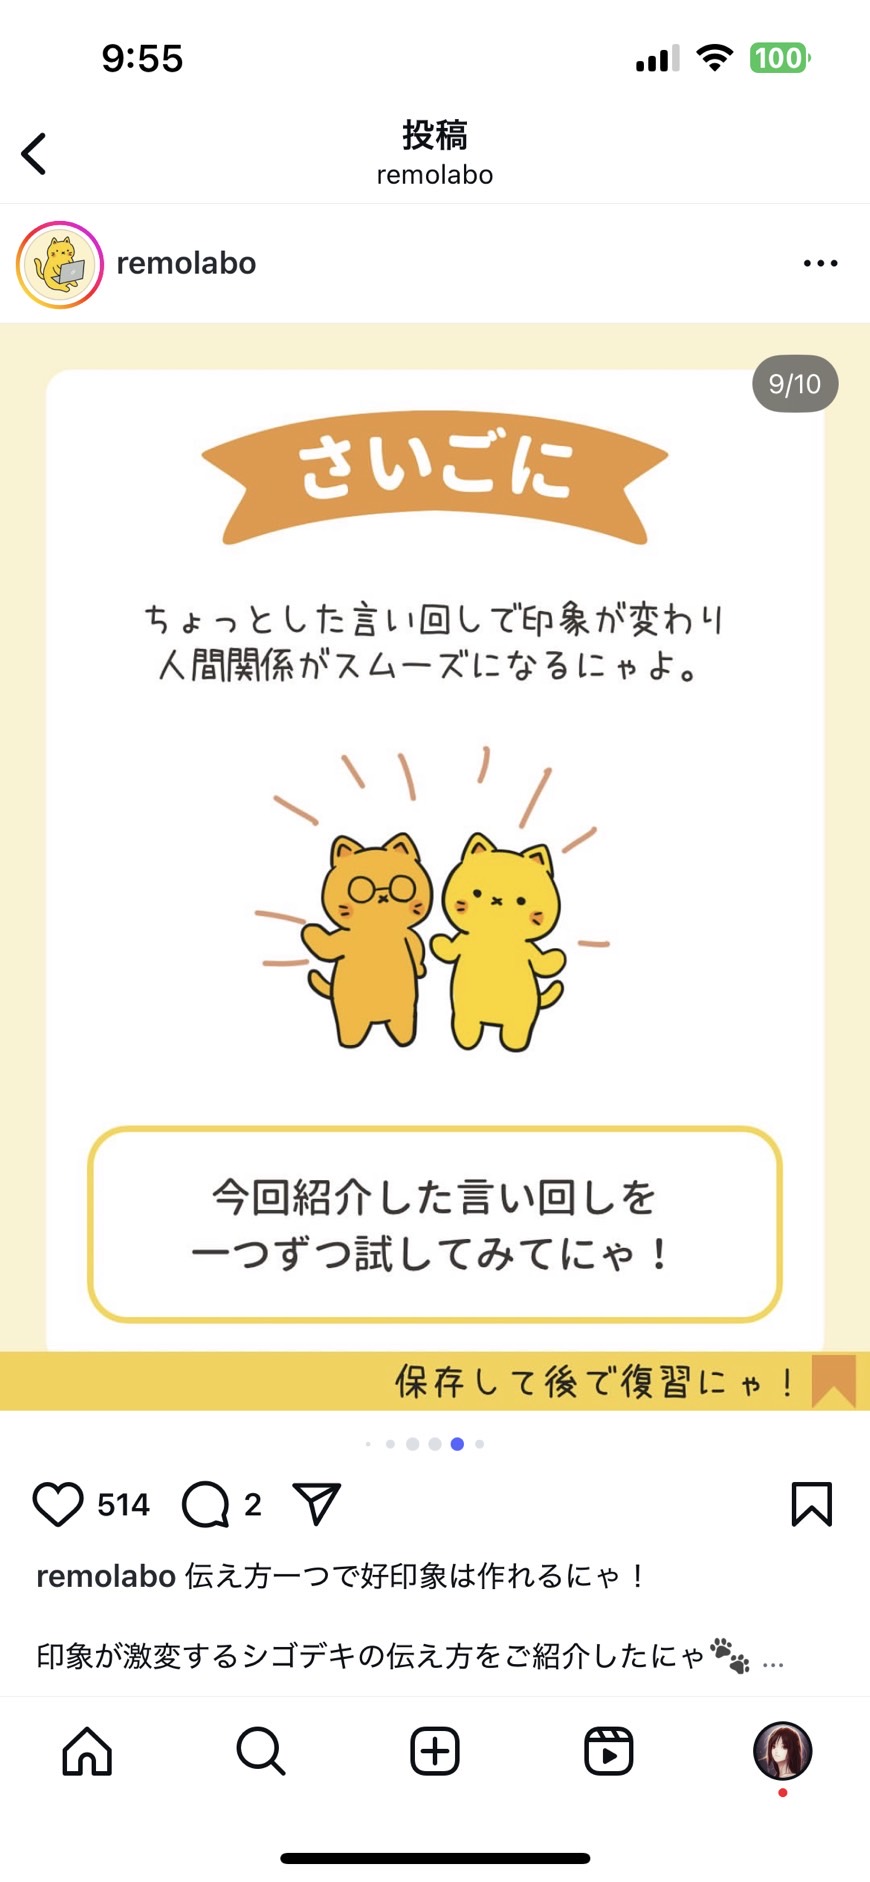 9:55
100
投稿
remolabo
remolabo
9/10
さいごに
ちょっとした言い回しで印象が変わり
人間関係がスムーズになるにゃよ。
今回紹介した言い回しを
一つずつ試してみてにゃ！
保存して後で復習にゃ！
514
2
remolabo 伝え方一つで好印象は作れるにゃ！
印象が激変するシゴデキの伝え方をご紹介したにゃ🐾 ...